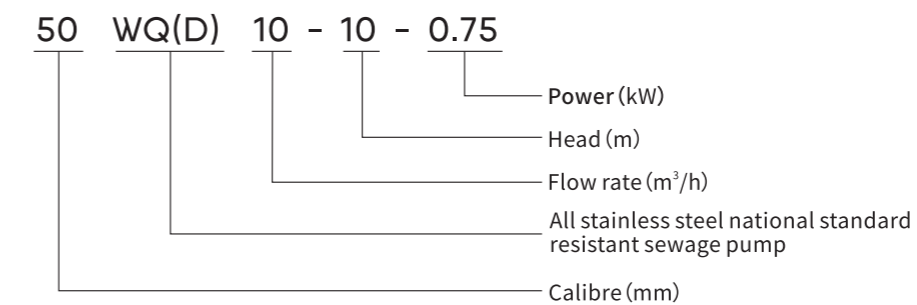 50 WQ(D) 10 - 10 - 0.75
Power (kW)
Head (m)
Flow rate (m³/h)
All stainless steel national standard
resistant sewage pump
Calibre (mm)